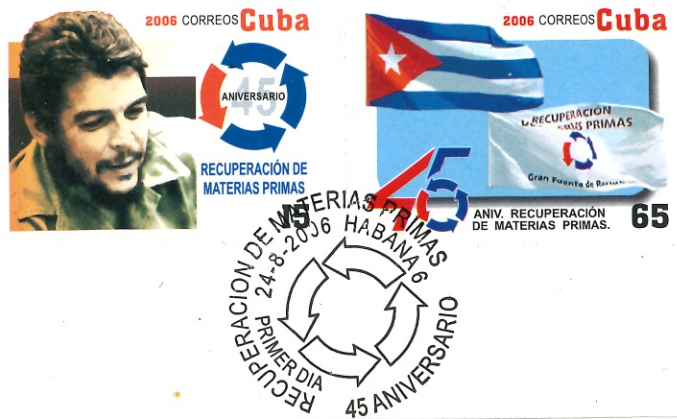 2006 CORREOS Cuba
45
ANIVERSARIO
RECUPERACIÓN DE
MATERIAS PRIMAS
2006 CORREOS Cuba
RECUPERACIÓN
PRIMAS
Gran Fuente de
45
ANIV. RECUPERACIÓN
DE MATERIAS PRIMAS.
65
RECUPERACION DE MATERIAS PRIMAS
24-8-2006 HABANA 6
PRIMER DIA
45 ANIVERSARIO